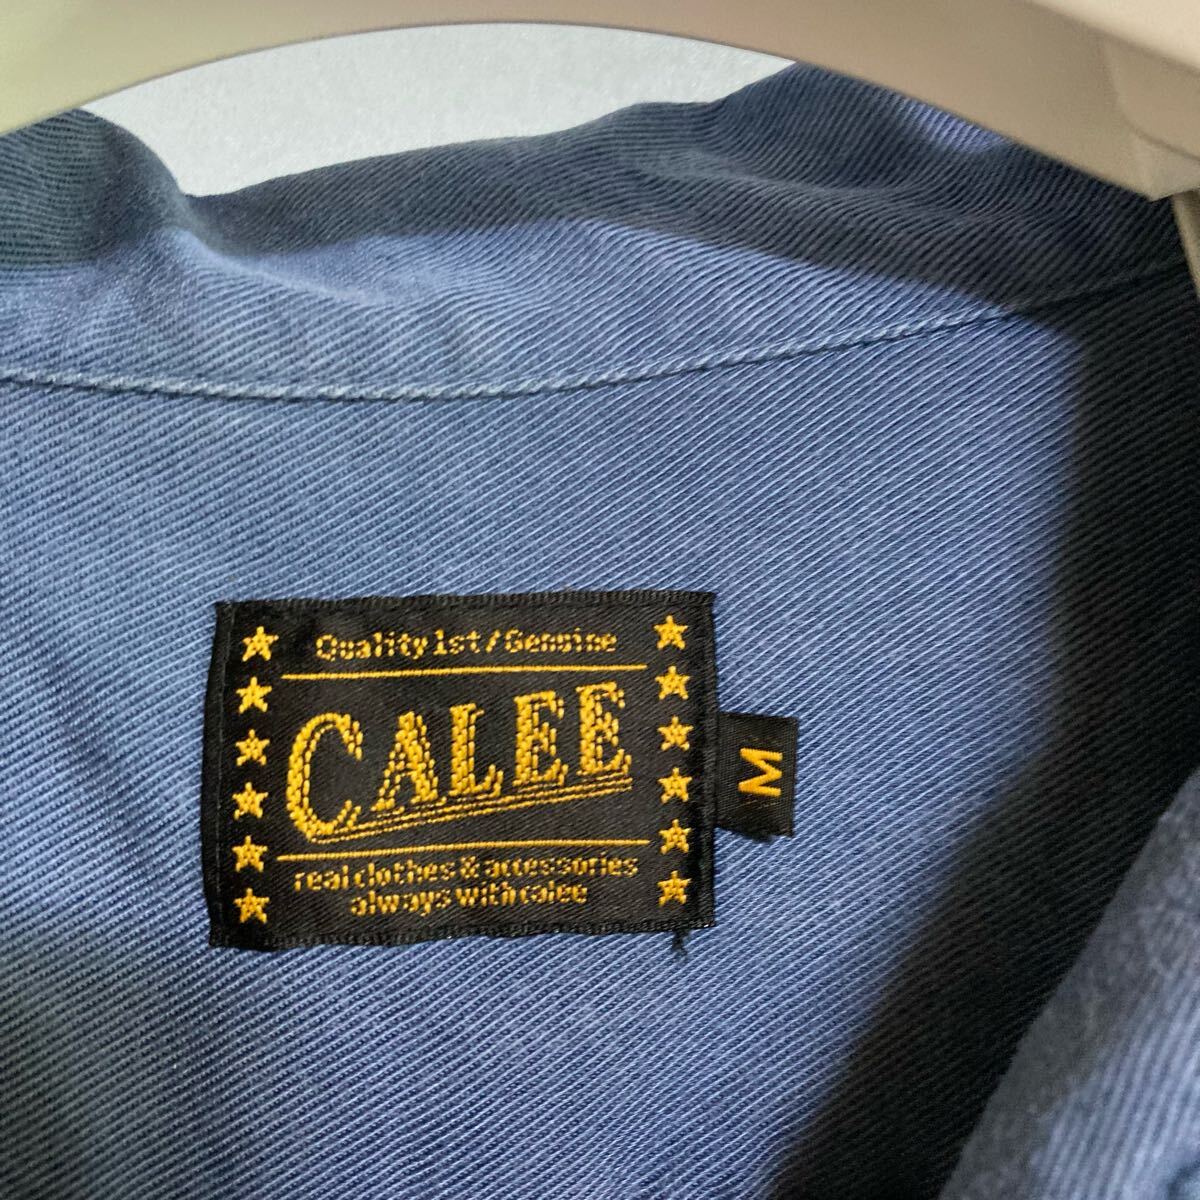 Quality 1st / Genuine
CALEE
real clothes & accessories
always with calee
M